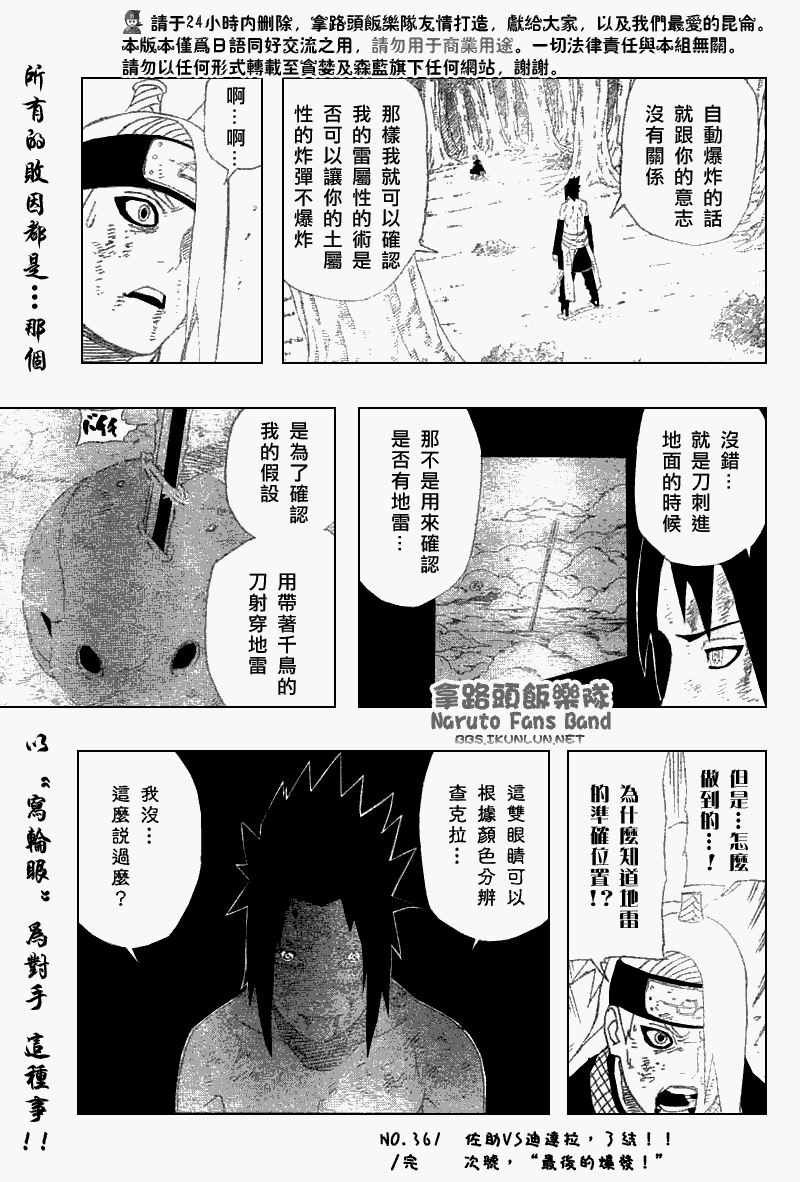 請于24小時内删除，拿路頭飯樂隊友情打造，獻給大家，以及我們最愛的昆侖。
本版本僅爲日語同好交流之用，請勿用于商業用途。一切法律責任與本組無關。
請勿以任何形式轉載至貪婪及森藍旗下任何網站，謝謝。
自動爆炸的話
就跟你的意志
沒有關係
那樣我就可以確認
我的雷屬性的術是
否可以讓你的土屬
性的炸彈不爆炸
啊…
…啊…
所有的敗因都是…那個
沒錯…
就是刀刺進
地面的時候
那不是用來確認
是否有地雷…
是為了確認
我的假設
用帶著千鳥的
刀射穿地雷
拿路頭飯樂隊
Naruto Fans Band
BBS.IKUNLUN.NET
但是…怎麼
做到的…！
為什麼知道地雷
的準確位置!?
這雙眼睛可以
根據顏色分辨
查克拉…
我沒…
這麼説過麼？
以“寫輪眼”爲對手 這種事！！
NO.361 佐助VS迪達拉，了結！！
/完 次號，“最後的爆發！”